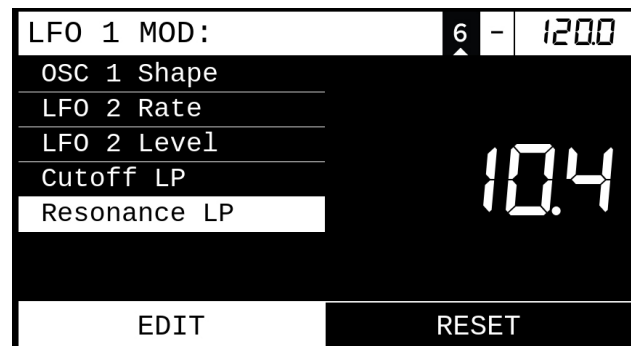 LFO 1 MOD: 6 - 120.0
OSC 1 Shape
LFO 2 Rate
LFO 2 Level
Cutoff LP
Resonance LP
10.4
EDIT RESET